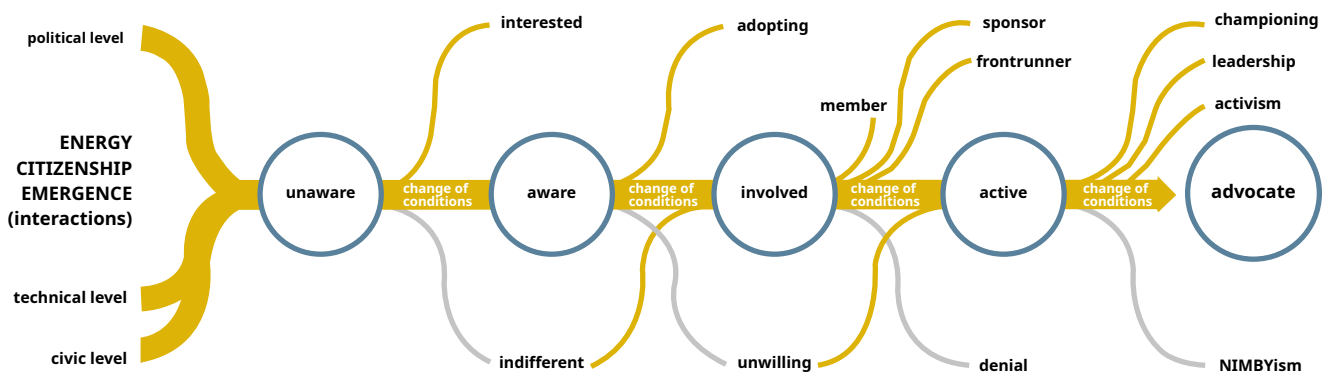 political level
ENERGY
CITIZENSHIP
EMERGENCE
(interactions)
technical level
civic level
unaware
interested
change of
conditions
indifferent
aware
adopting
change of
conditions
unwilling
involved
member
sponsor
frontrunner
change of
conditions
denial
active
championing
leadership
activism
change of
conditions
NIMBYism
advocate